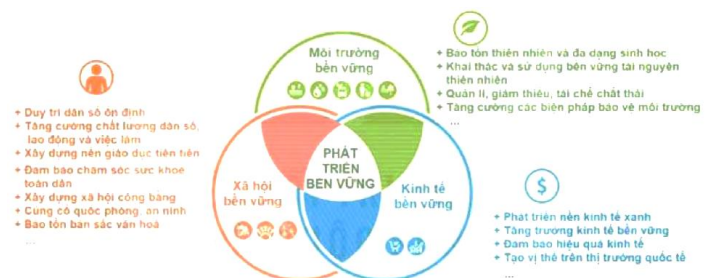 Môi trường
bền vững
+ Bảo tồn thiên nhiên và đa dạng sinh học
+ Khai thác và sử dụng bền vững tài nguyên
thiên nhiên
+ Quản lí, giảm thiểu, tái chế chất thải
+ Tăng cường các biện pháp bảo vệ môi trường
...
+ Duy trì dân số ổn định
+ Tăng cường chất lượng dân số,
lao động và việc làm
+ Xây dựng nền giáo dục tiên tiến
+ Đảm bảo chăm sóc sức khoẻ
toàn dân
+ Xây dựng xã hội công bằng
+ Củng cố quốc phòng, an ninh
+ Bảo tồn bản sắc văn hoá
...
PHÁT
TRIỂN
BỀN VỮNG
Xã hội
bền vững
Kinh tế
bền vững
$
+ Phát triển nền kinh tế xanh
+ Tăng trưởng kinh tế bền vững
+ Đảm bảo hiệu quả kinh tế
+ Tạo vị thế trên thị trường quốc tế
...